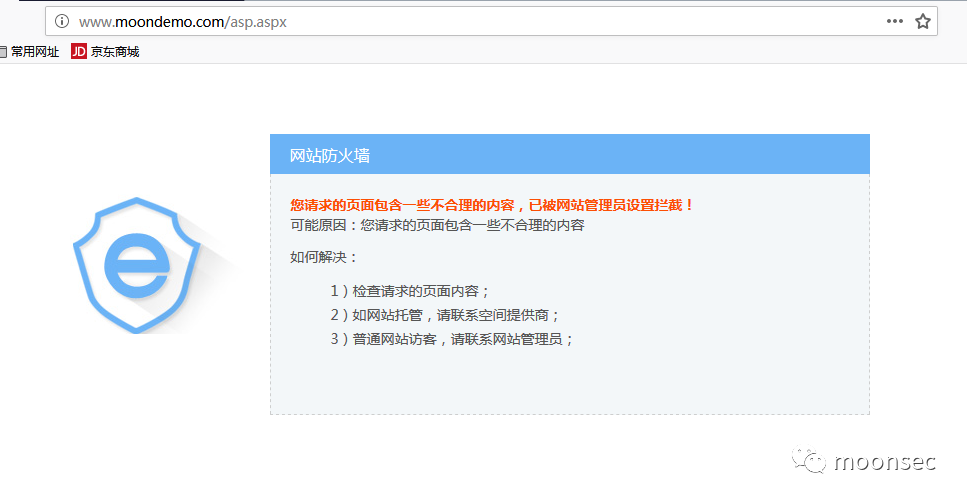 www.moondemo.com/asp.aspx
常用网址 JD 京东商城
网站防火墙
您请求的页面包含一些不合理的内容，已被网站管理员设置拦截！
可能原因：您请求的页面包含一些不合理的内容
如何解决：
1）检查请求的页面内容；
2）如网站托管，请联系空间提供商；
3）普通网站访客，请联系网站管理员；
moonsec